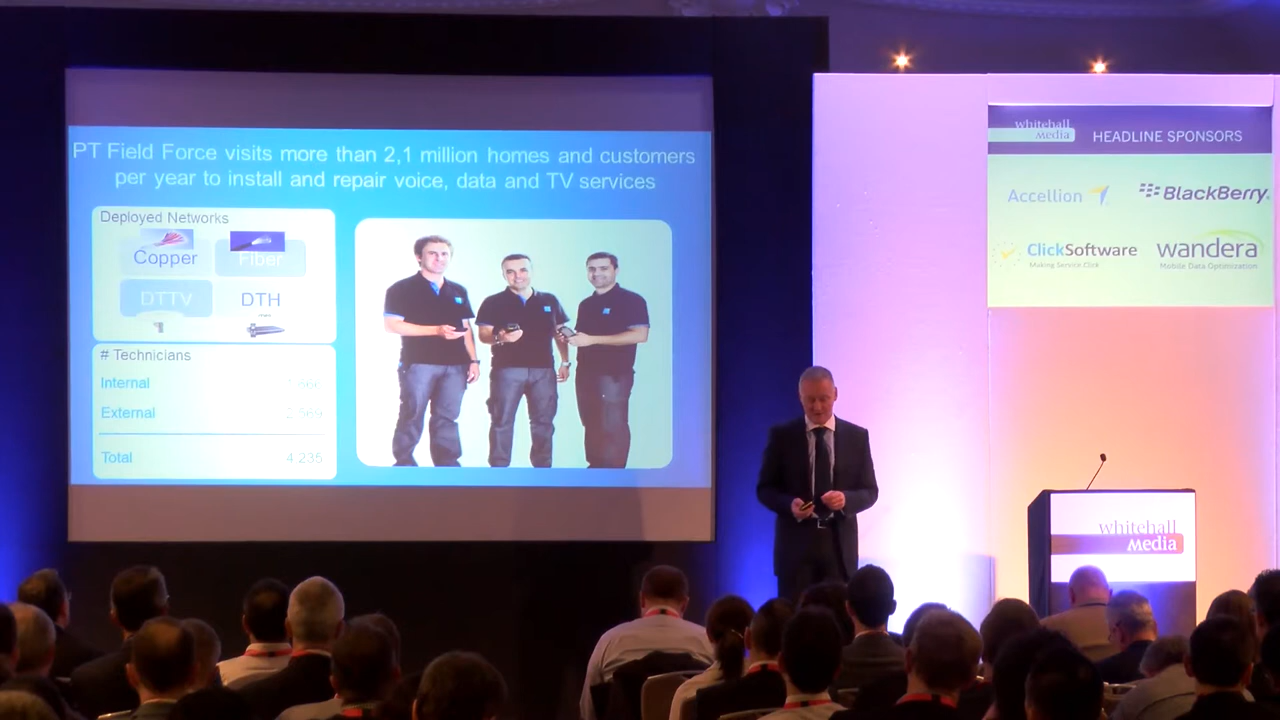 PT Field Force visits more than 2,1 million homes and customers
per year to install and repair voice, data and TV services
Deployed Networks
Copper
Fiber
DTTV
DTH
# Technicians
Internal
External
Total 4.235
whitehall
media
HEADLINE SPONSORS
Accellion
BlackBerry
ClickSoftware
Making Service Click
wandera
Mobile Data Optimization
whitehall
media